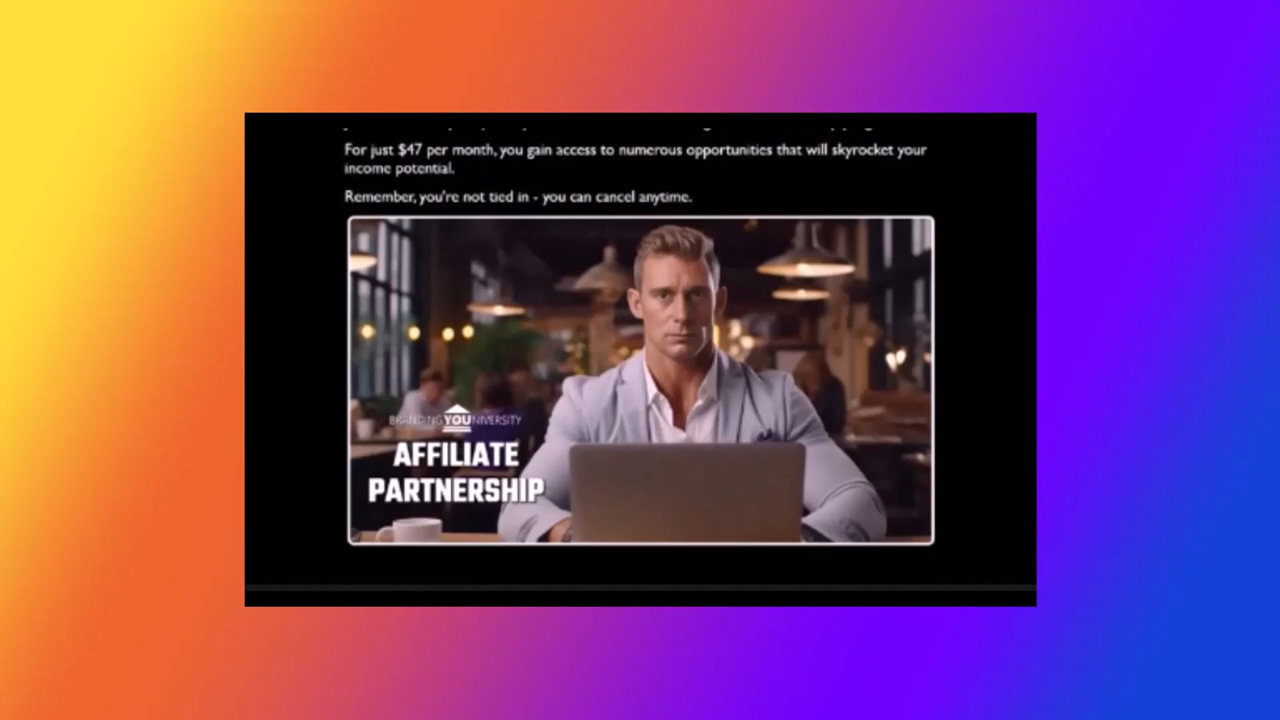 For just $47 per month, you gain access to numerous opportunities that will skyrocket your
income potential.
Remember, you're not tied in - you can cancel anytime.
BRANDINGYOUNIVERSITY
AFFILIATE
PARTNERSHIP